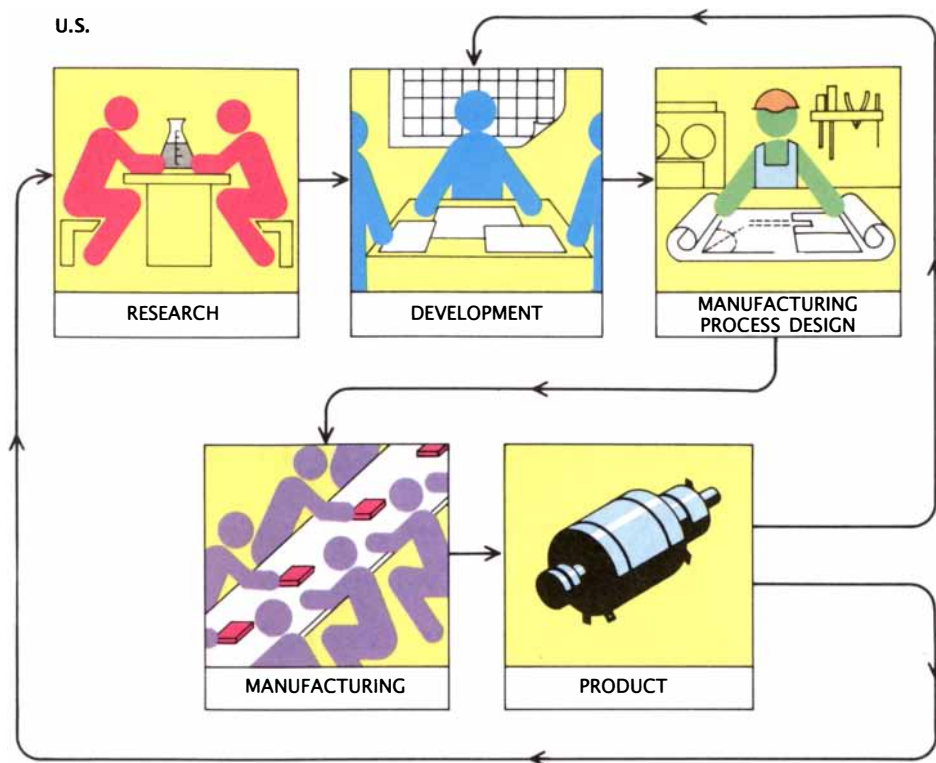 U.S.
RESEARCH
DEVELOPMENT
MANUFACTURING
PROCESS DESIGN
MANUFACTURING
PRODUCT